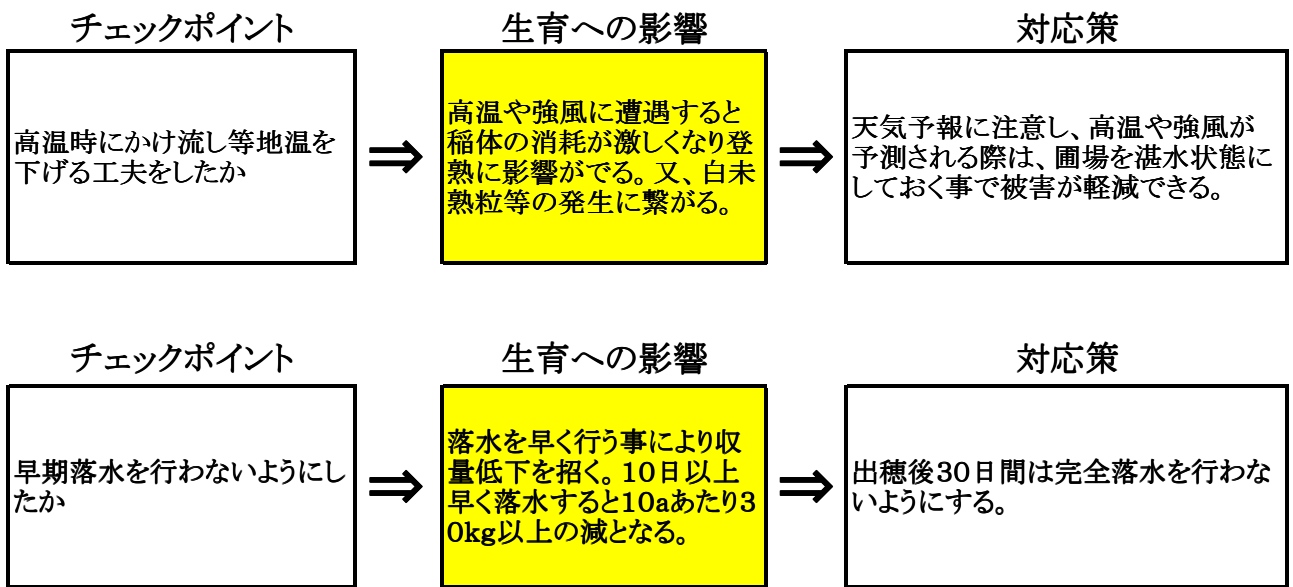 チェックポイント
生育への影響
対応策
高温時にかけ流し等地温を
下げる工夫をしたか
⇒
高温や強風に遭遇すると
稲体の消耗が激しくなり登
熟に影響がでる。又、白未
熟粒等の発生に繋がる。
⇒
天気予報に注意し、高温や強風が
予測される際は、圃場を湛水状態に
しておく事で被害が軽減できる。
チェックポイント
生育への影響
対応策
早期落水を行わないようにし
たか
⇒
落水を早く行う事により収
量低下を招く。10日以上
早く落水すると10aあたり3
0kg以上の減となる。
⇒
出穂後30日間は完全落水を行わな
いようにする。